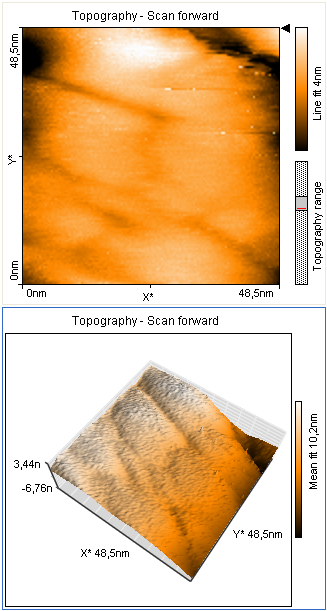 Topography - Scan forward
48,5nm
Y*
0nm
0nm
X*
48,5nm
Line fit 4nm
Topography range
Topography - Scan forward
3,44n
-6,76n
X* 48,5nm
Y* 48,5nm
Mean fit 10,2nm